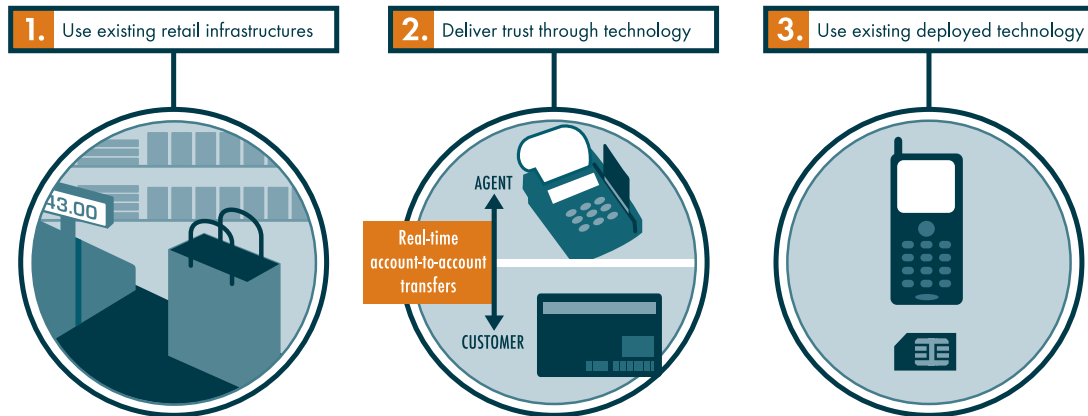 1. Use existing retail infrastructures
2. Deliver trust through technology
3. Use existing deployed technology
43.00
AGENT
Real-time
account-to-account
transfers
CUSTOMER